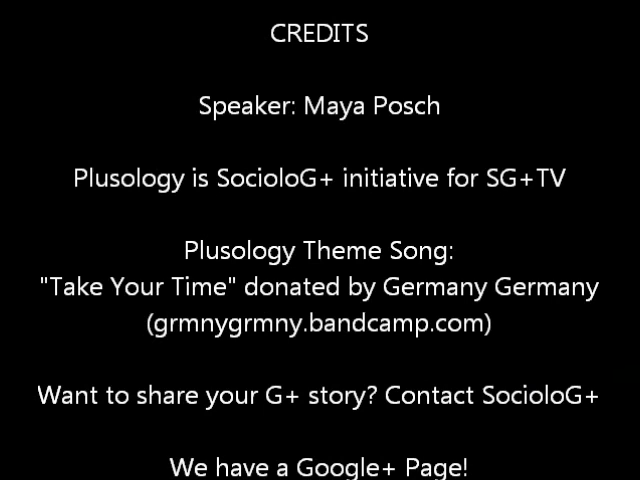 CREDITS
Speaker: Maya Posch
Plusology is SocioloG+ initiative for SG+TV
Plusology Theme Song:
"Take Your Time" donated by Germany Germany
(grmnygrmny.bandcamp.com)
Want to share your G+ story? Contact SocioloG+
We have a Google+ Page!